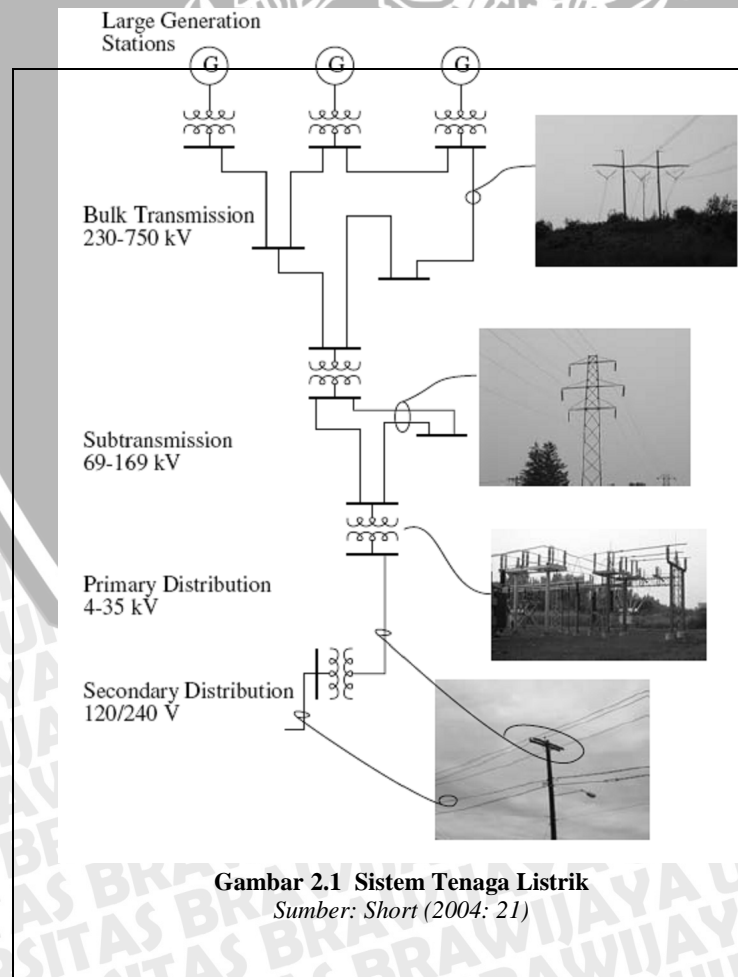 Large Generation
Stations
G G G
Bulk Transmission
230-750 kV
Subtransmission
69-169 kV
Primary Distribution
4-35 kV
Secondary Distribution
120/240 V
Gambar 2.1 Sistem Tenaga Listrik
Sumber: Short (2004: 21)